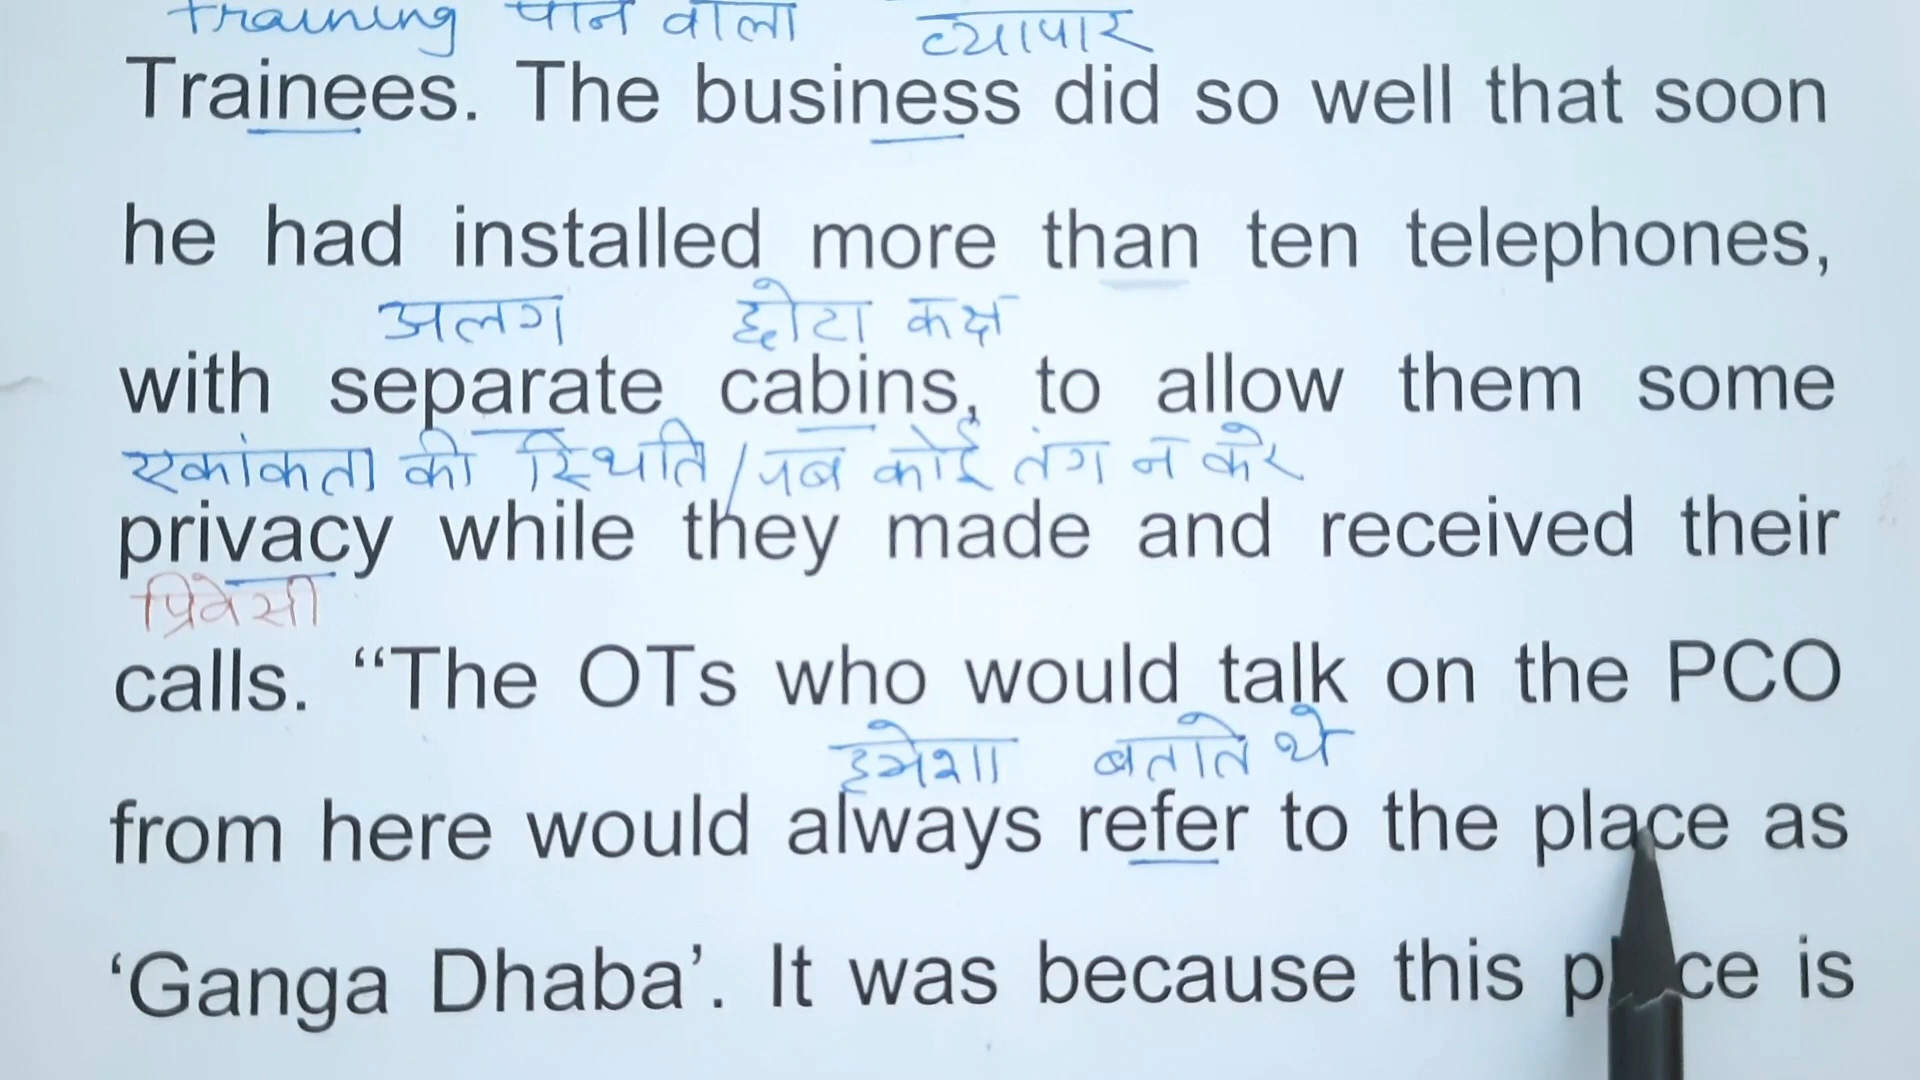 Training पाने वाला व्यापार
Trainees. The business did so well that soon
he had installed more than ten telephones,
अलग छोटा कक्ष
with separate cabins, to allow them some
एकांकता की स्थिति / जब कोई तंग न करे
privacy while they made and received their
प्रिवेसी
calls. “The OTs who would talk on the PCO
हमेशा बताते थे
from here would always refer to the place as
‘Ganga Dhaba’. It was because this place is